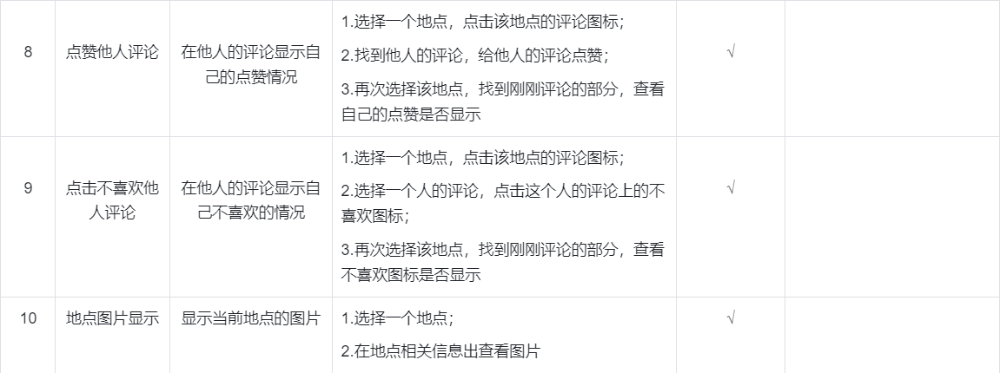 8
点赞他人评论
在他人的评论显示自
己的点赞情况
1.选择一个地点，点击该地点的评论图标；
2.找到他人的评论，给他人的评论点赞；
3.再次选择该地点，找到刚刚评论的部分，查看
自己的点赞是否显示
√
9
点击不喜欢他
人评论
在他人的评论显示自
己不喜欢的情况
1.选择一个地点，点击该地点的评论图标；
2.选择一个人的评论，点击这个人的评论上的不
喜欢图标；
3.再次选择该地点，找到刚刚评论的部分，查看
不喜欢图标是否显示
√
10
地点图片显示
显示当前地点的图片
1.选择一个地点；
2.在地点相关信息出查看图片
√